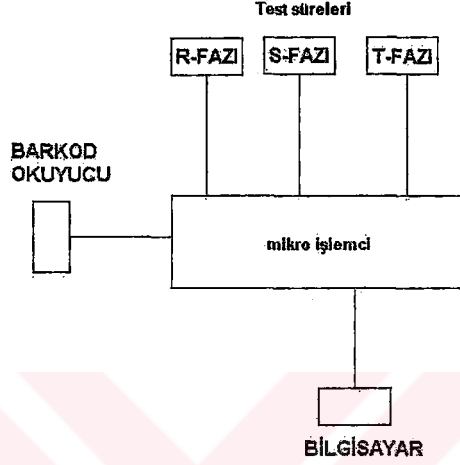 Test süreleri
R-FAZI S-FAZI T-FAZI
BARKOD
OKUYUCU
mikro işlemci
BİLGİSAYAR